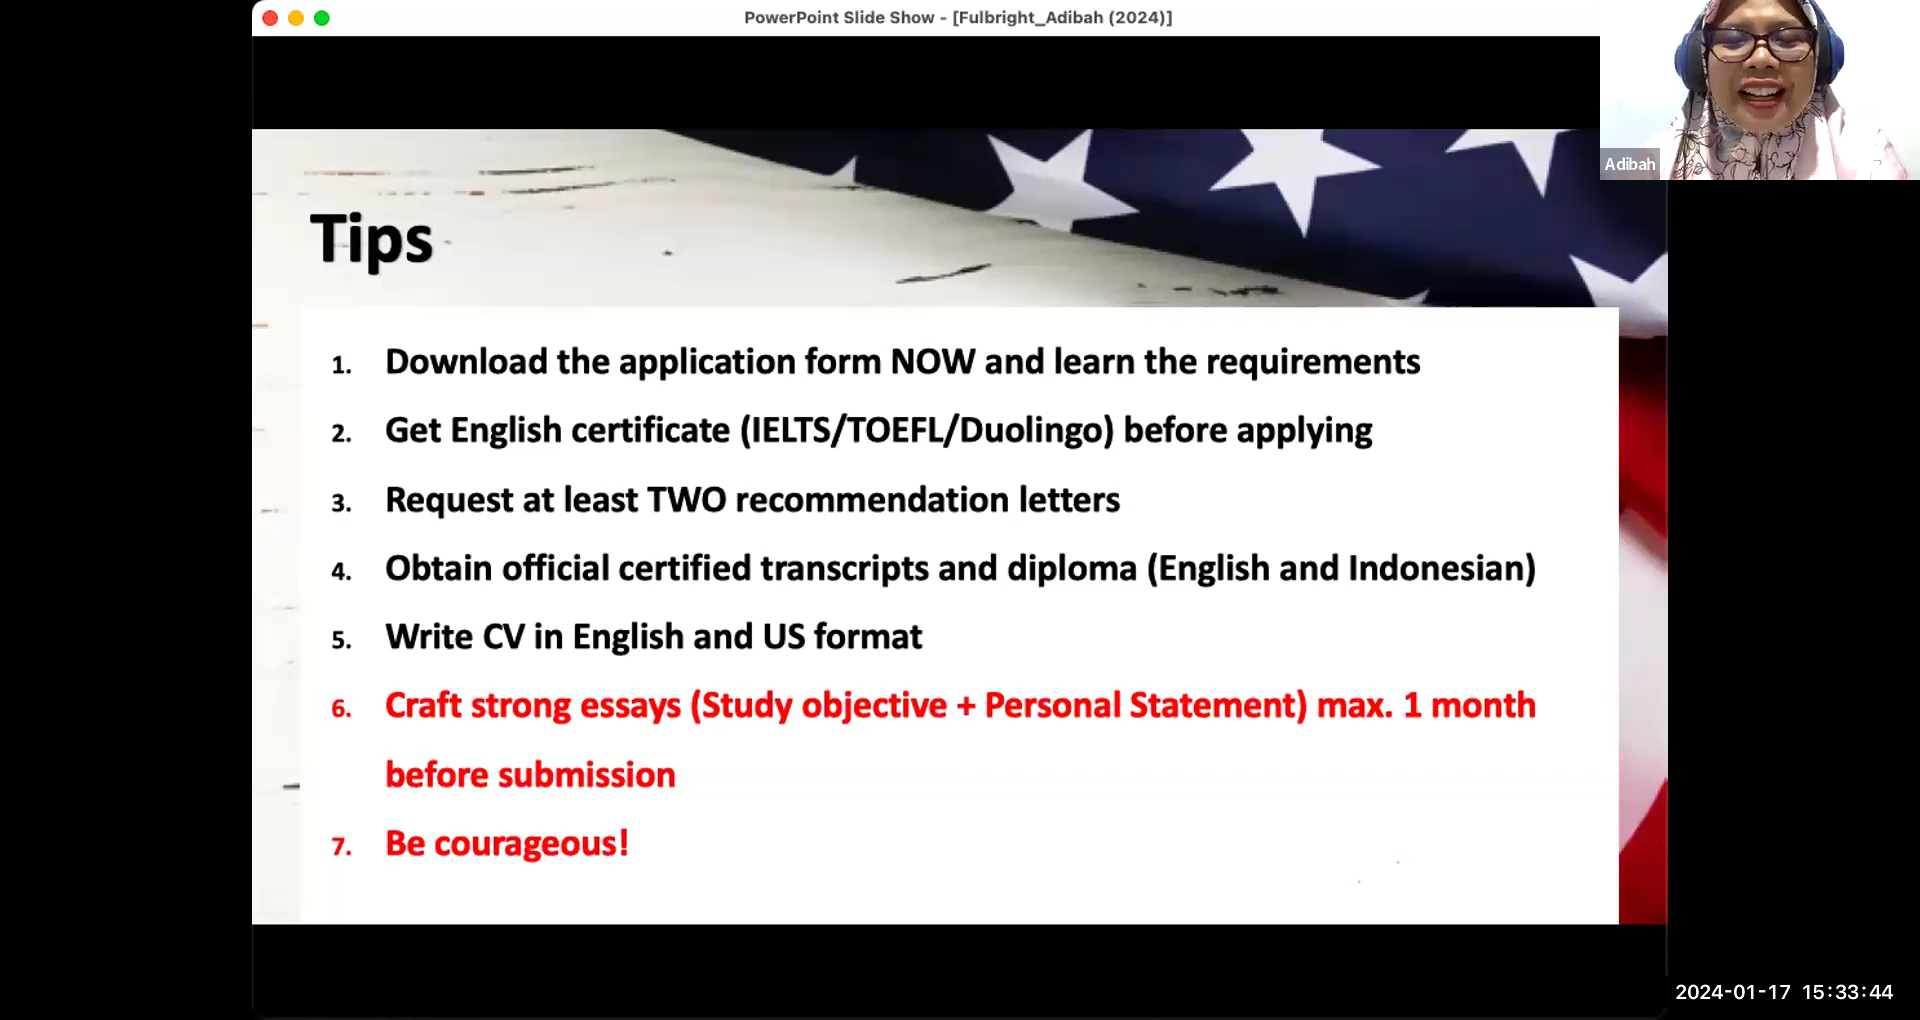 PowerPoint Slide Show - [Fulbright_Adibah (2024)]
Adibah
Tips
1. Download the application form NOW and learn the requirements
2. Get English certificate (IELTS/TOEFL/Duolingo) before applying
3. Request at least TWO recommendation letters
4. Obtain official certified transcripts and diploma (English and Indonesian)
5. Write CV in English and US format
6. Craft strong essays (Study objective + Personal Statement) max. 1 month
before submission
7. Be courageous!
2024-01-17 15:33:44